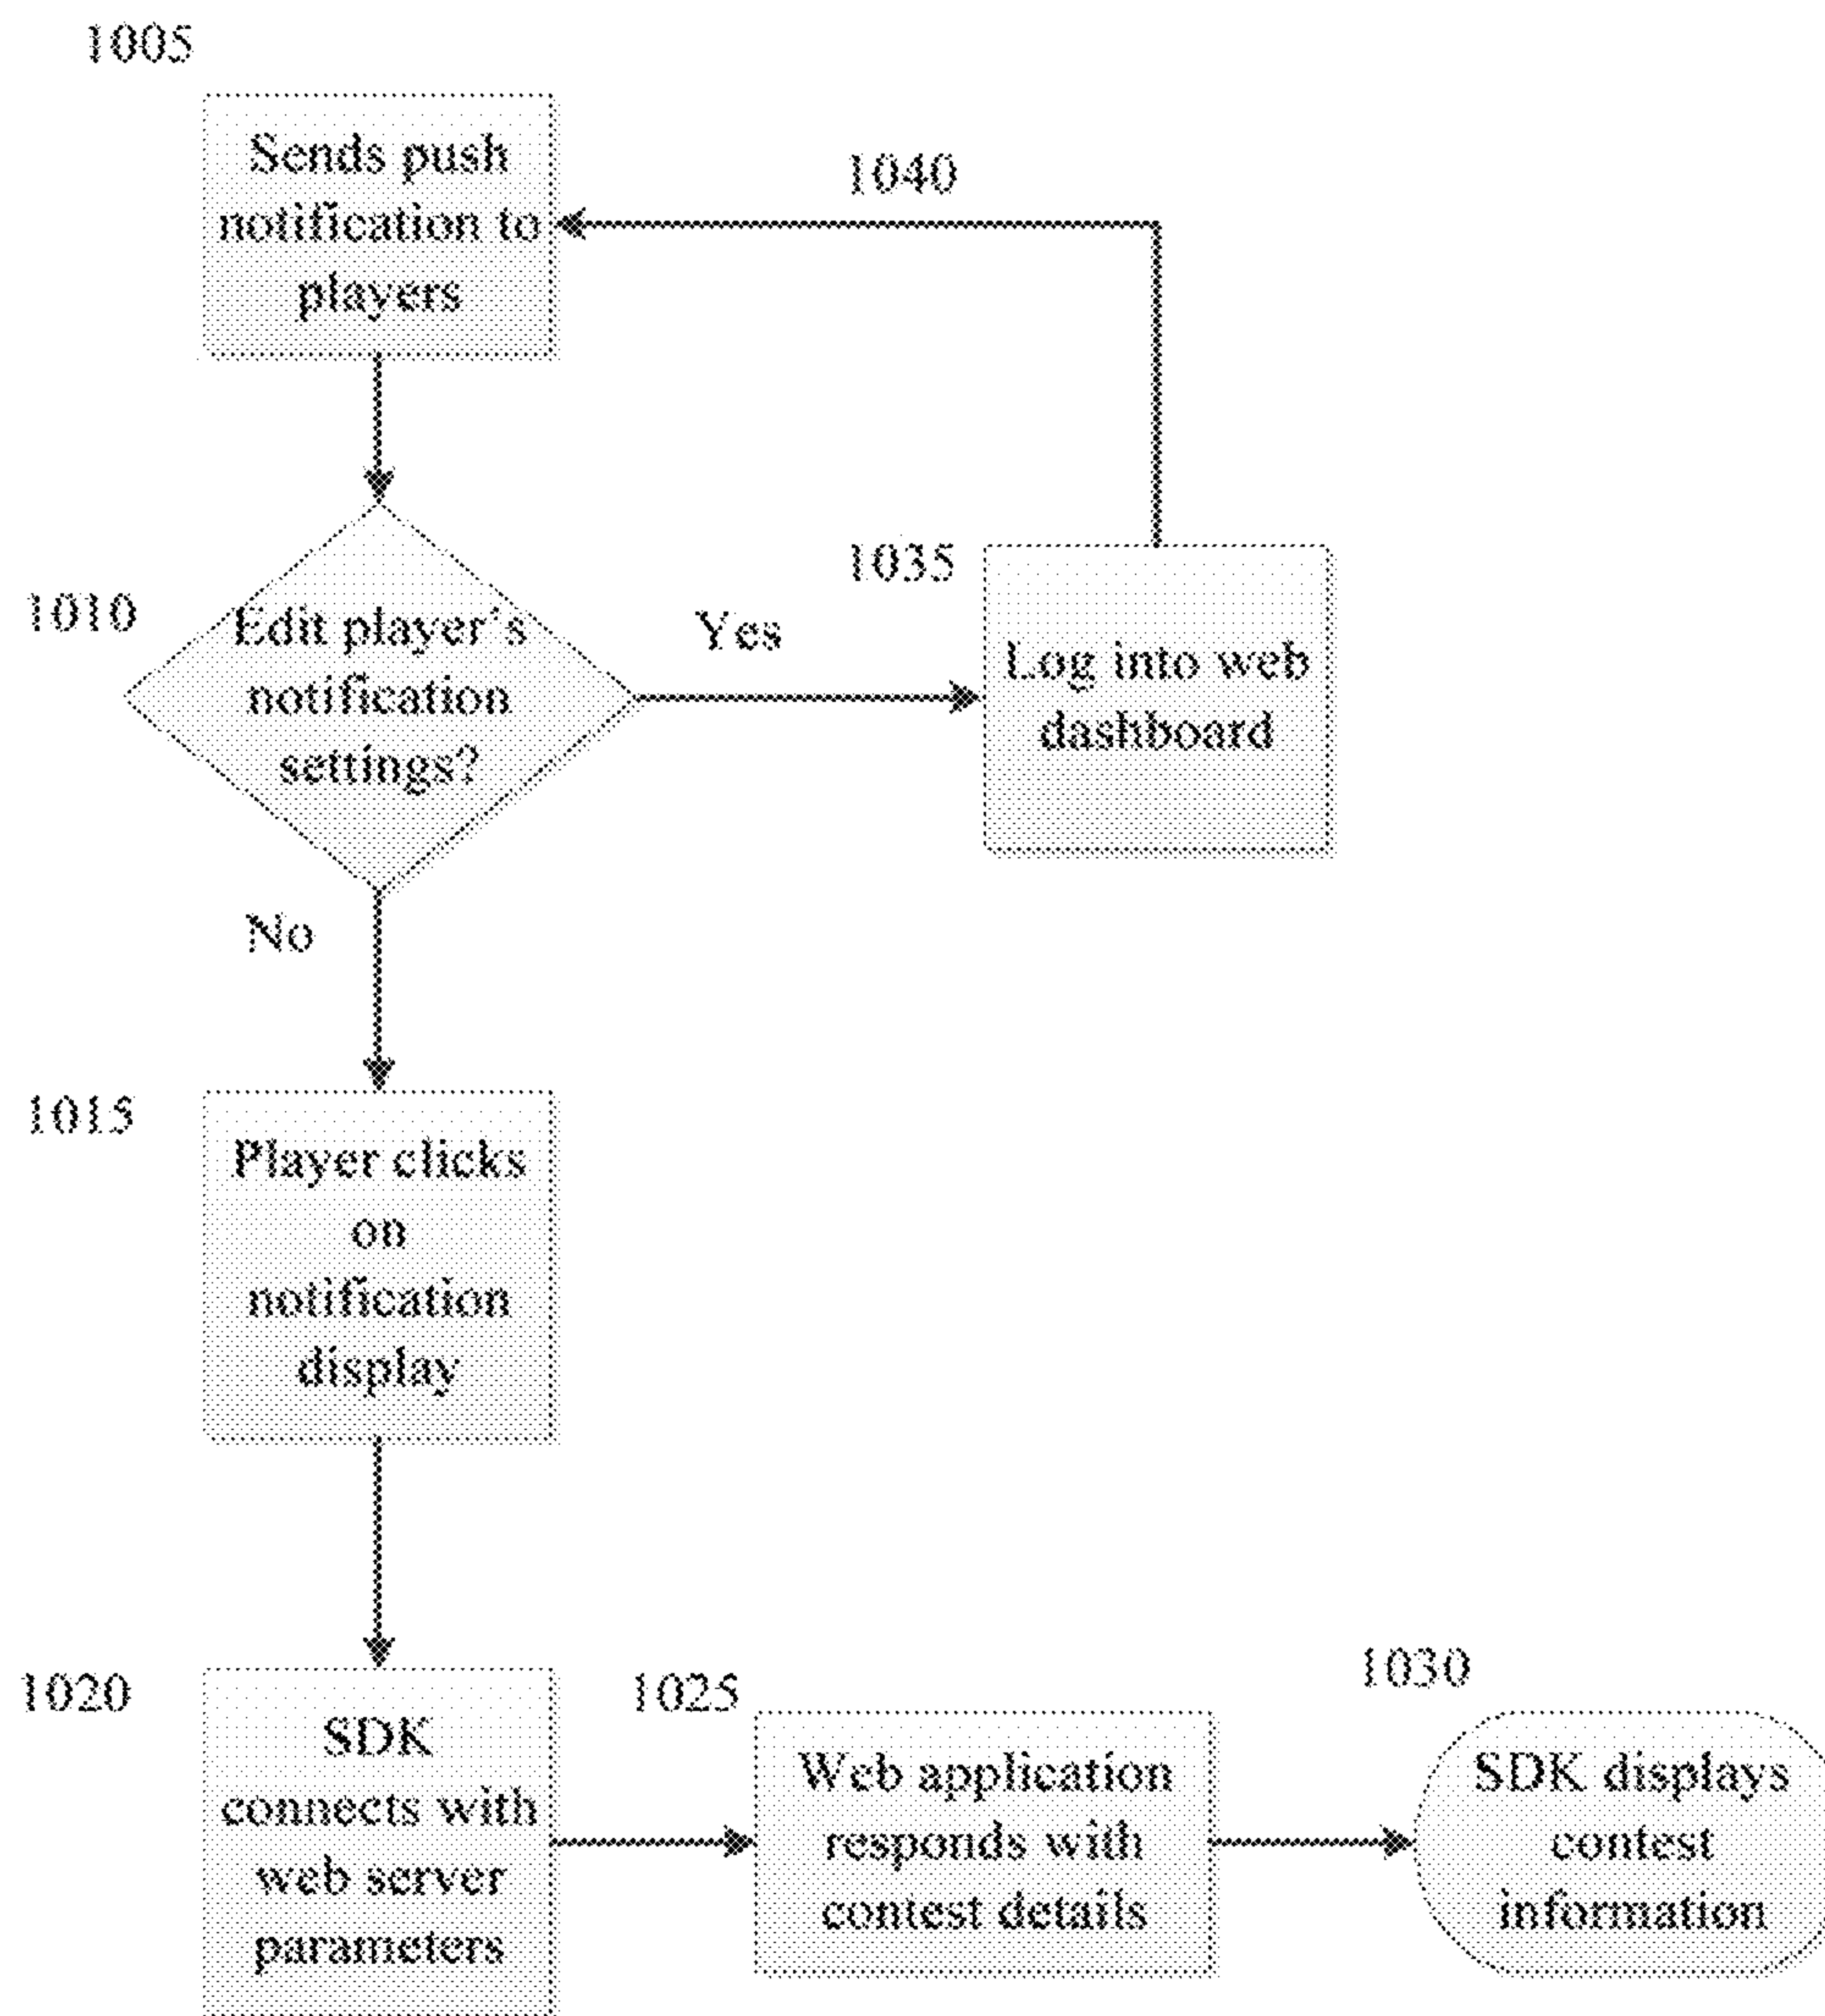 1005
Sends push
notification to
players
1040
1010
Edit player's
notification
settings?
Yes
1035
Log into web
dashboard
No
1015
Player clicks
on
notification
display
1020
SDK
connects with
web server
parameters
1025
Web application
responds with
contest details
1030
SDK displays
contest
information